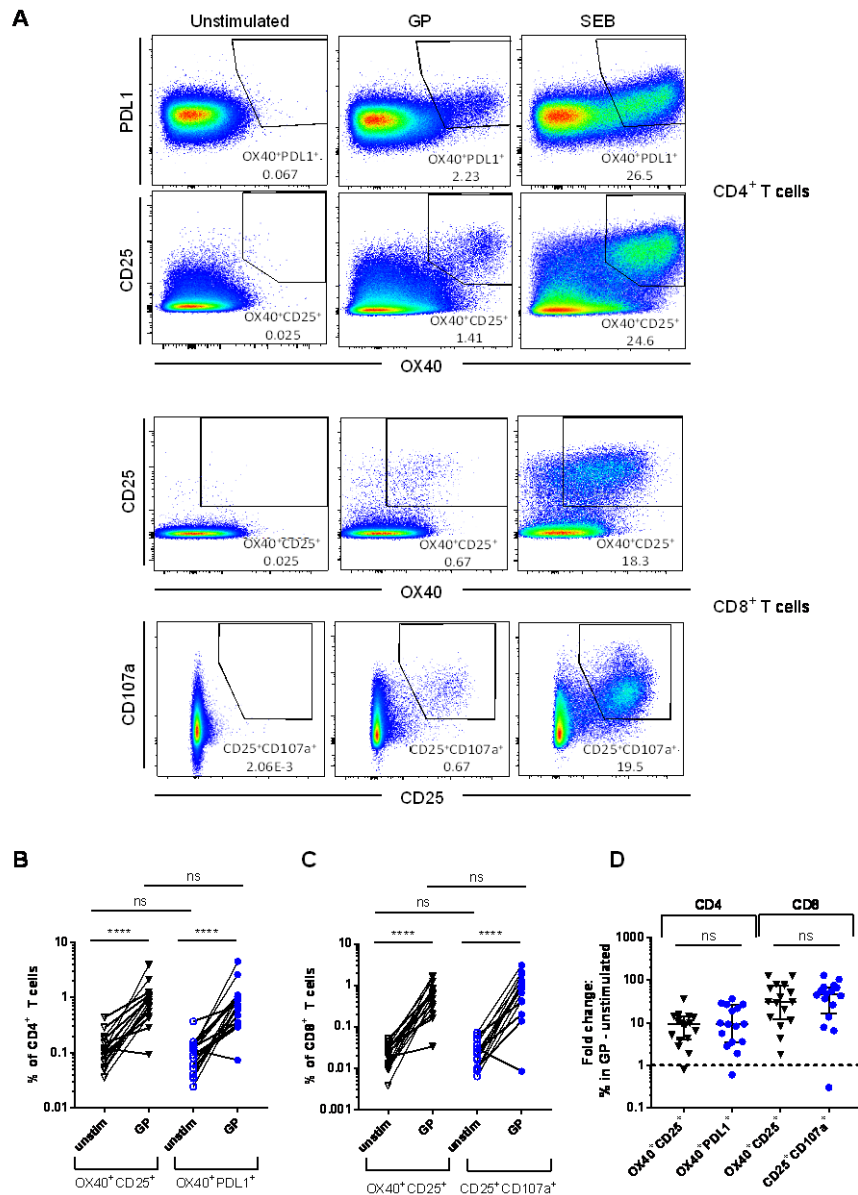 A
Unstimulated GP SEB
PDL1
OX40⁺PDL1⁺
0.067
OX40⁺PDL1⁺
2.23
OX40⁺PDL1⁺
26.5
CD4⁺ T cells
CD25
OX40⁺CD25⁺
0.025
OX40⁺CD25⁺
1.41
OX40⁺CD25⁺
24.6
OX40
CD25
OX40⁺CD25⁺
0.025
OX40⁺CD25⁺
0.67
OX40⁺CD25⁺
18.3
OX40
CD8⁺ T cells
CD107a
CD25⁺CD107a⁺
2.06E-3
CD25⁺CD107a⁺
0.67
CD25⁺CD107a⁺
19.5
CD25
B
ns
ns
**** ****
% of CD4⁺ T cells
10
1
0.1
0.01
unstim GP unstim GP
OX40⁺CD25⁺ OX40⁺PDL1⁺
C
ns
ns
**** ****
% of CD8⁺ T cells
10
1
0.1
0.01
0.001
unstim GP unstim GP
OX40⁺CD25⁺ CD25⁺CD107a⁺
D
CD4 CD8
ns ns
Fold change:
% in GP - unstimulated
1000
100
10
1
0.1
OX40⁺CD25⁺ OX40⁺PDL1⁺ OX40⁺CD25⁺ CD25⁺CD107a⁺